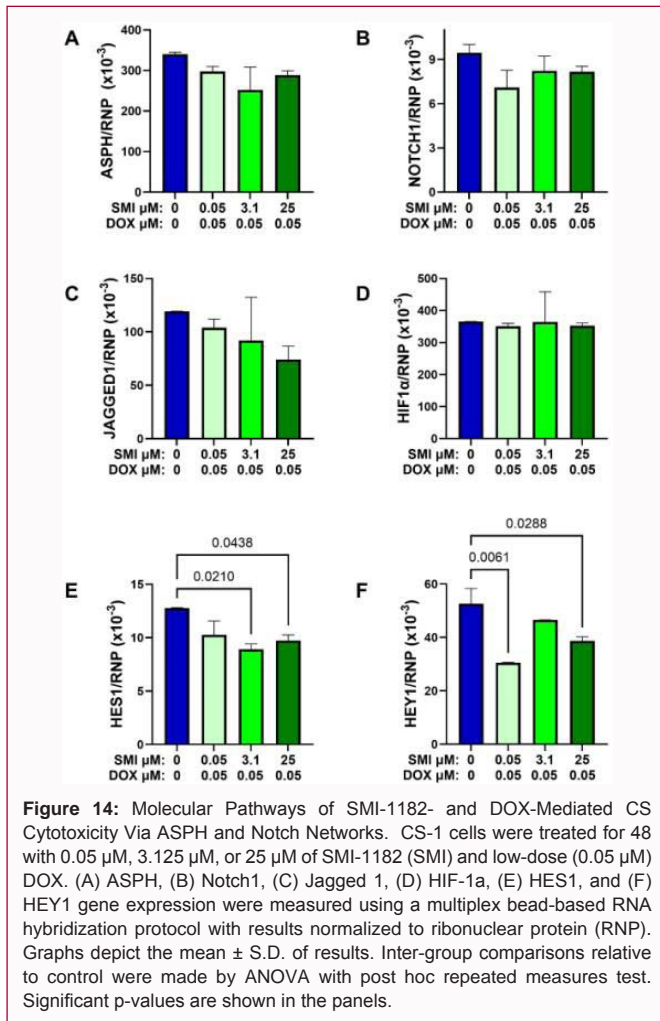 A
ASPH/RNP (x10⁻³)
400
300
200
100
0
SMI µM: 0 0.05 3.1 25
DOX µM: 0 0.05 0.05 0.05
B
NOTCH1/RNP (x10⁻³)
9
6
3
0
SMI µM: 0 0.05 3.1 25
DOX µM: 0 0.05 0.05 0.05
C
JAGGED1/RNP (x10⁻³)
150
100
50
0
SMI µM: 0 0.05 3.1 25
DOX µM: 0 0.05 0.05 0.05
D
HIF1α/RNP (x10⁻³)
500
400
300
200
100
0
SMI µM: 0 0.05 3.1 25
DOX µM: 0 0.05 0.05 0.05
E
0.0438
0.0210
HES1/RNP (x10⁻³)
15
10
5
0
SMI µM: 0 0.05 3.1 25
DOX µM: 0 0.05 0.05 0.05
F
0.0288
0.0061
HEY1/RNP (x10⁻³)
60
40
20
0
SMI µM: 0 0.05 3.1 25
DOX µM: 0 0.05 0.05 0.05
Figure 14: Molecular Pathways of SMI-1182- and DOX-Mediated CS
Cytotoxicity Via ASPH and Notch Networks. CS-1 cells were treated for 48
with 0.05 µM, 3.125 µM, or 25 µM of SMI-1182 (SMI) and low-dose (0.05 µM)
DOX. (A) ASPH, (B) Notch1, (C) Jagged 1, (D) HIF-1a, (E) HES1, and (F)
HEY1 gene expression were measured using a multiplex bead-based RNA
hybridization protocol with results normalized to ribonuclear protein (RNP).
Graphs depict the mean ± S.D. of results. Inter-group comparisons relative
to control were made by ANOVA with post hoc repeated measures test.
Significant p-values are shown in the panels.